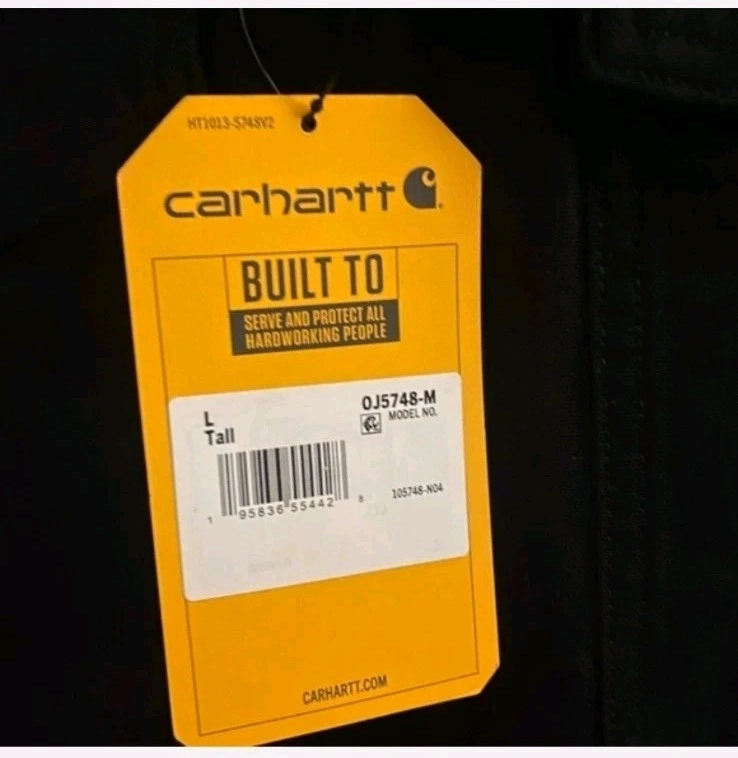 HT1013-5748V2
carhartt
BUILT TO
SERVE AND PROTECT ALL
HARDWORKING PEOPLE
L
Tall
OJ5748-M
MODEL NO.
1 95836 55442 8
105748-N04
CARHARTT.COM